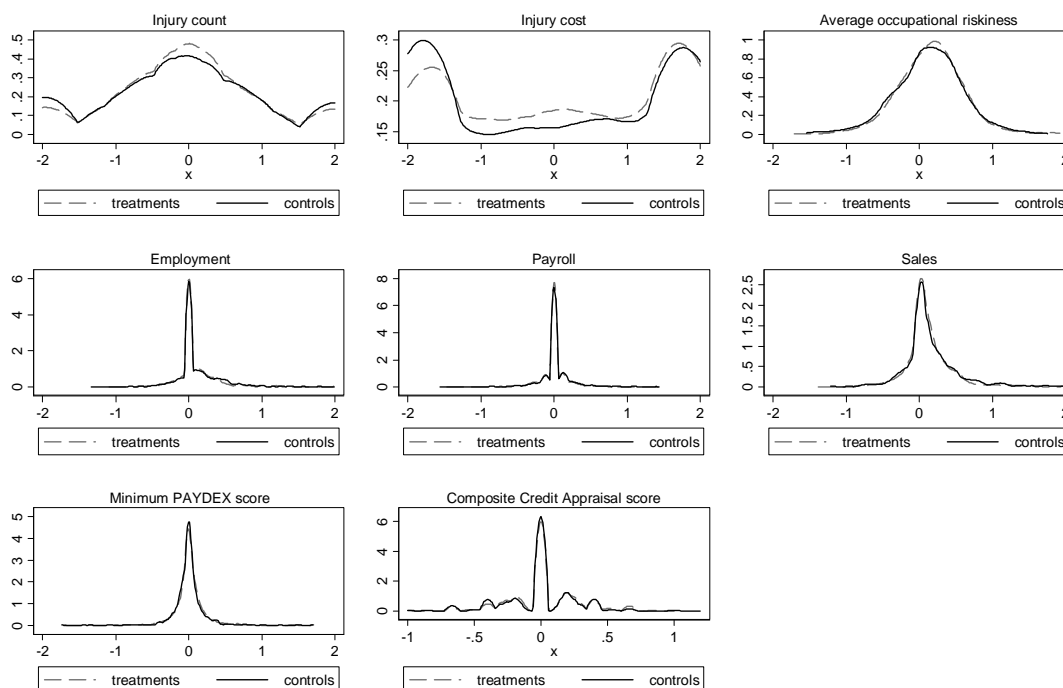 Injury count
.5
.4
.3
.2
.1
0
-2 -1 0 1 2
x
treatments controls
Injury cost
.3
.25
.2
.15
-2 -1 0 1 2
x
treatments controls
Average occupational riskiness
1
.8
.6
.4
.2
0
-2 -1 0 1 2
x
treatments controls
Employment
6
4
2
0
-2 -1 0 1 2
treatments controls
Payroll
8
6
4
2
0
-2 -1 0 1 2
treatments controls
Sales
2.5
2
1.5
1
.5
0
-2 -1 0 1 2
treatments controls
Minimum PAYDEX score
5
4
3
2
1
0
-2 -1 0 1 2
treatments controls
Composite Credit Appraisal score
6
4
2
0
-1 -.5 0 .5 1
x
treatments controls